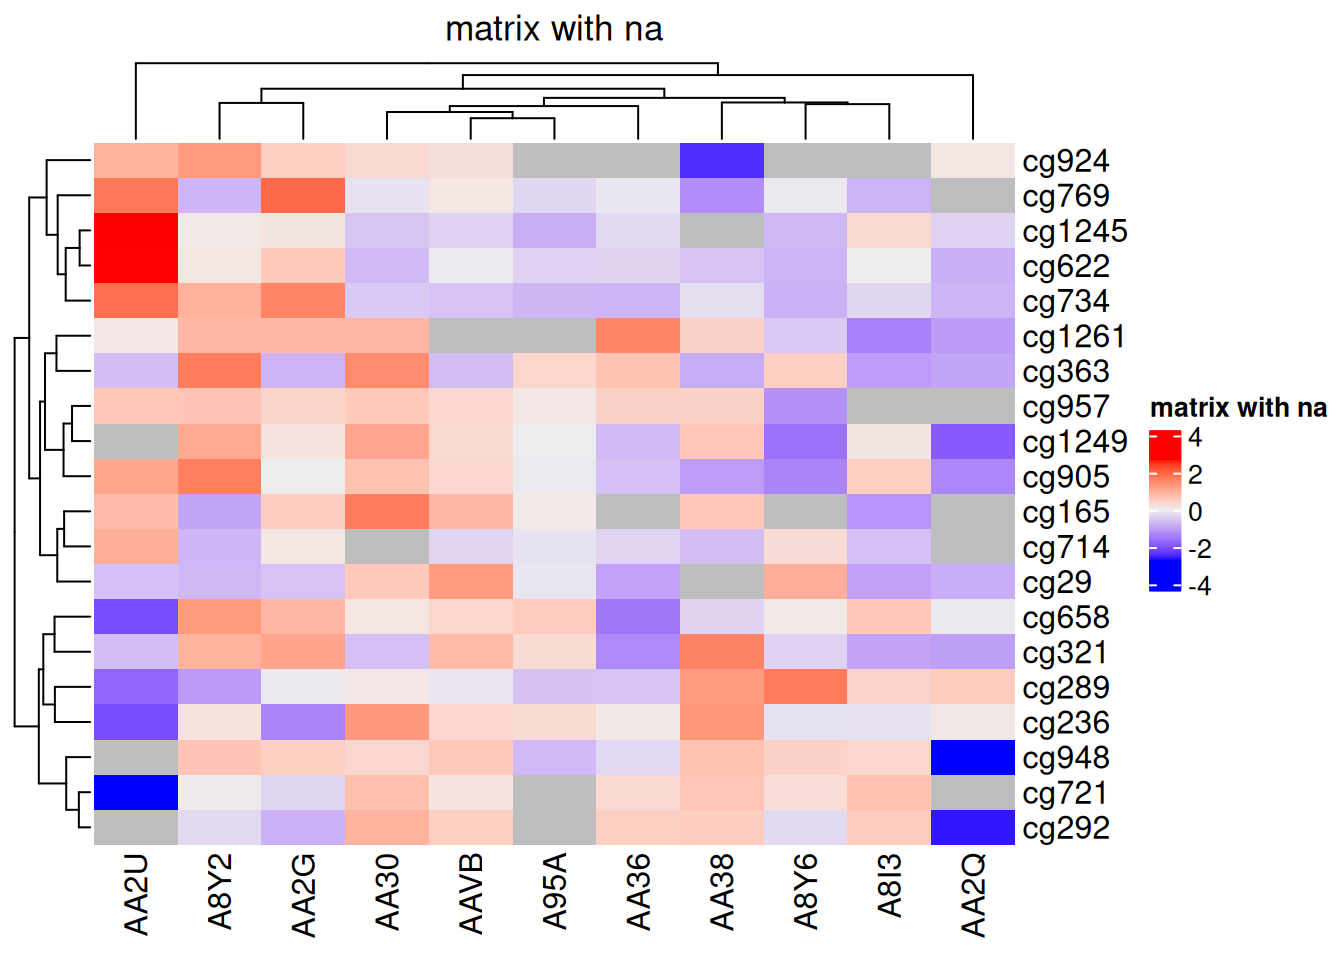 matrix with na
cg924
cg769
cg1245
cg622
cg734
cg1261
cg363
cg957
cg1249
cg905
cg165
cg714
cg29
cg658
cg321
cg289
cg236
cg948
cg721
cg292
matrix with na
4
2
0
-2
-4
AA2U
A8Y2
AA2G
AA30
AAVB
A95A
AA36
AA38
A8Y6
A8I3
AA2Q